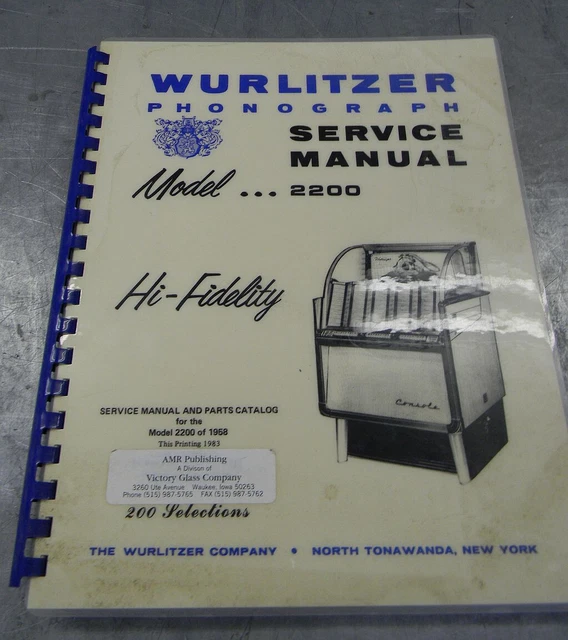 WURLITZER
PHONOGRAPH
SERVICE
MANUAL
Model ... 2200
Hi-Fidelity
Console
SERVICE MANUAL AND PARTS CATALOG
for the
Model 2200 of 1958
This Printing 1983
AMR Publishing
A Division of
Victory Glass Company
3260 Ute Avenue Waukee, Iowa 50263
Phone (515) 987-5765 FAX (515) 987-5762
200 Selections
THE WURLITZER COMPANY • NORTH TONAWANDA, NEW YORK